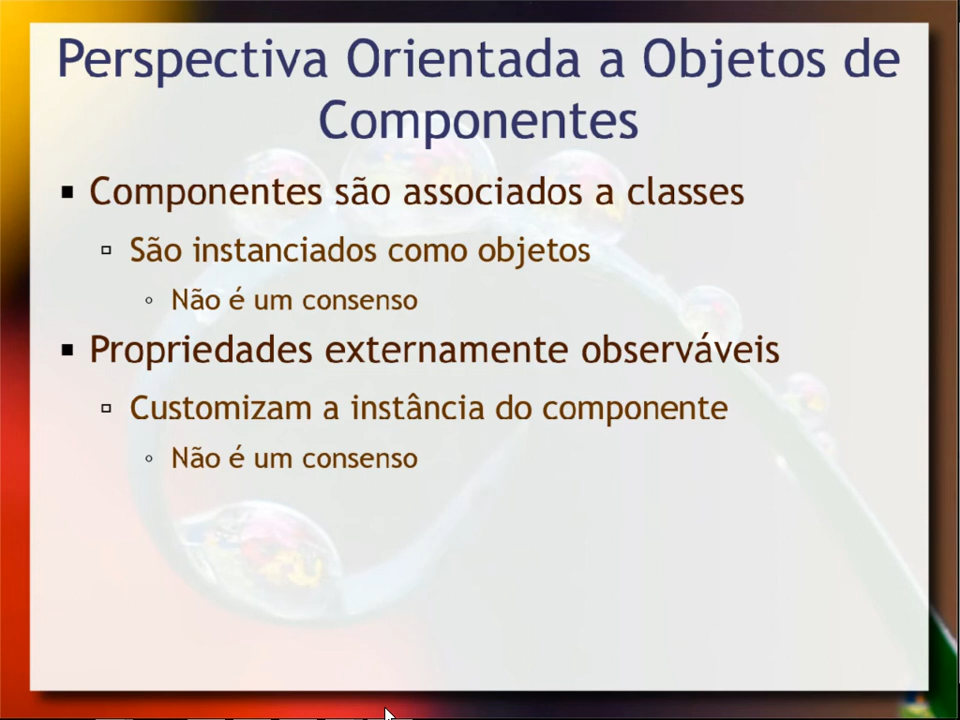 Perspectiva Orientada a Objetos de
Componentes
Componentes são associados a classes
São instanciados como objetos
Não é um consenso
Propriedades externamente observáveis
Customizam a instância do componente
Não é um consenso